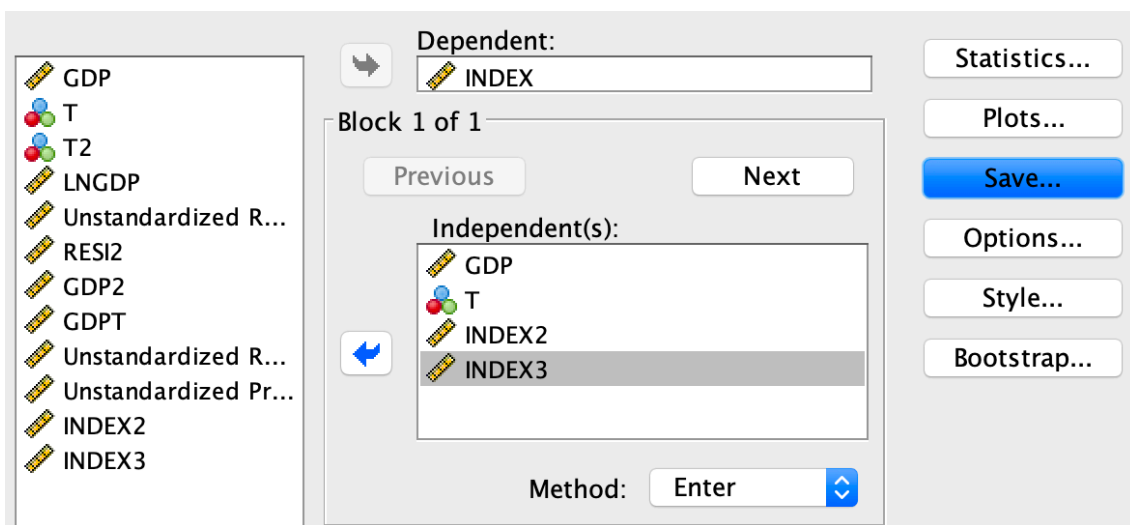 GDP
T
T2
LNGDP
Unstandardized R...
RESI2
GDP2
GDPT
Unstandardized R...
Unstandardized Pr...
INDEX2
INDEX3
Dependent:
INDEX
Block 1 of 1
Previous
Next
Independent(s):
GDP
T
INDEX2
INDEX3
Method:
Enter
Statistics...
Plots...
Save...
Options...
Style...
Bootstrap...